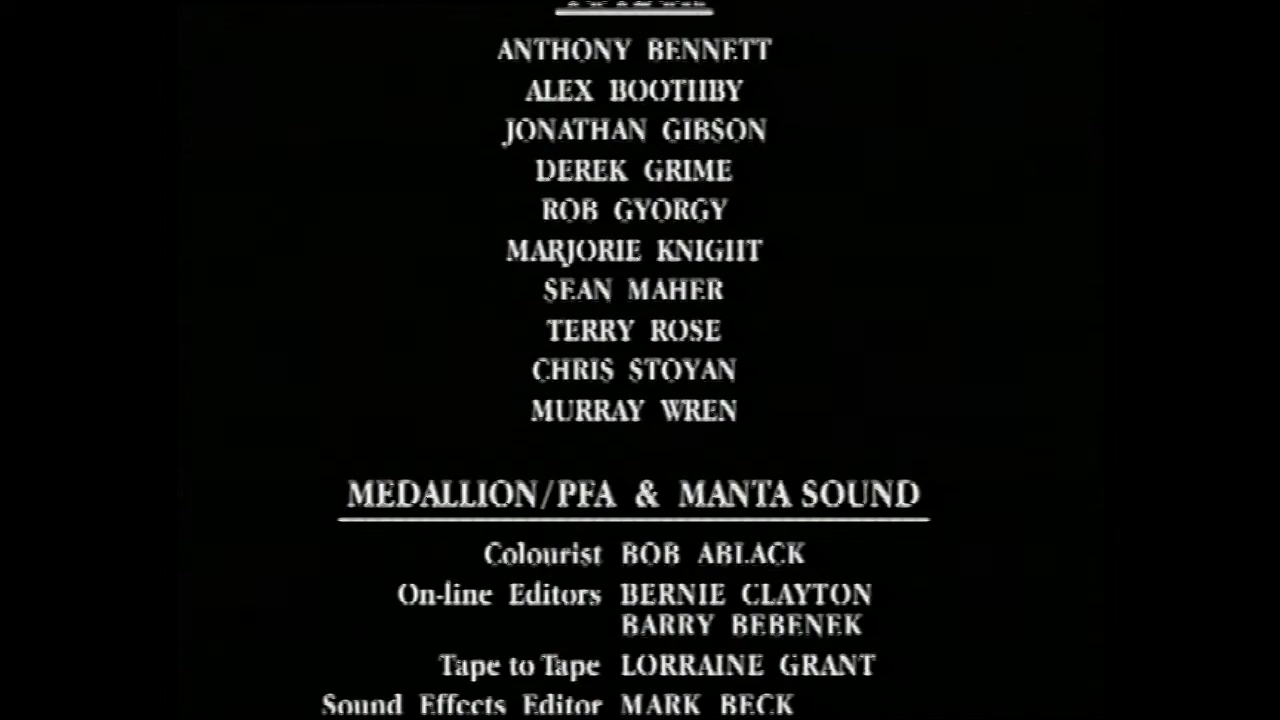 ANTHONY BENNETT
ALEX BOOTHBY
JONATHAN GIBSON
DEREK GRIME
ROB GYORGY
MARJORIE KNIGHT
SEAN MAHER
TERRY ROSE
CHRIS STOYAN
MURRAY WREN
MEDALLION/PFA & MANTA SOUND
Colourist BOB ABLACK
On-line Editors BERNIE CLAYTON
BARRY BEBENEK
Tape to Tape LORRAINE GRANT
Sound Effects Editor MARK BECK